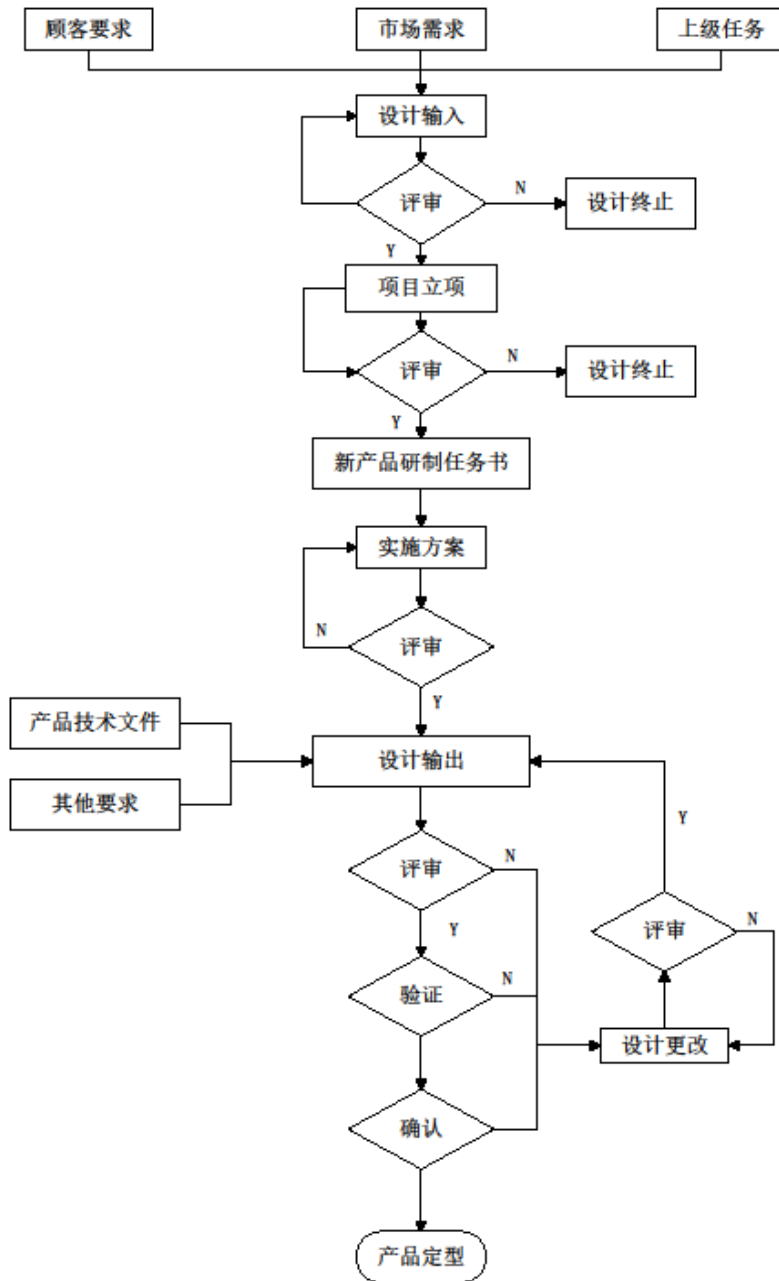 顾客要求
市场需求
上级任务
设计输入
评审
N
设计终止
Y
项目立项
评审
N
设计终止
Y
新产品研制任务书
实施方案
N
评审
Y
产品技术文件
设计输出
其他要求
Y
评审
N
评审
N
Y
验证
N
设计更改
确认
产品定型